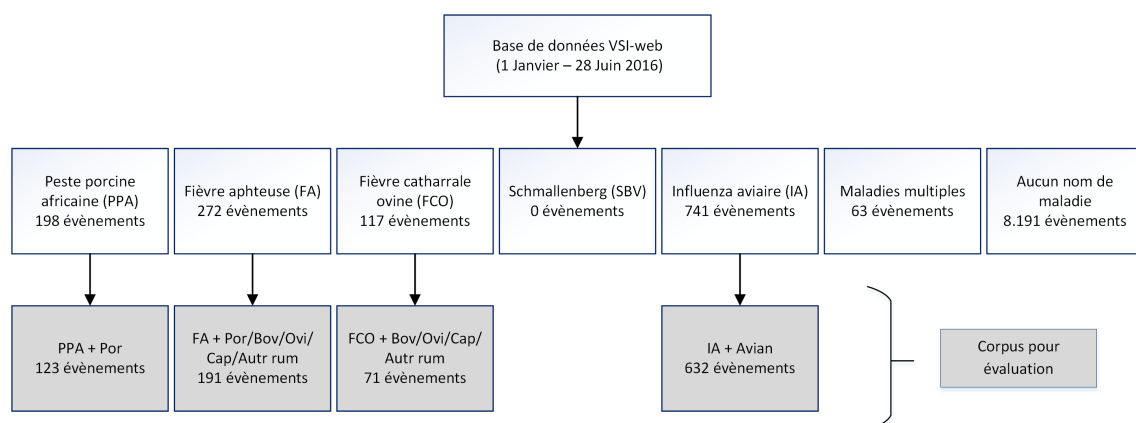 Base de données VSI-web
(1 Janvier – 28 Juin 2016)
Peste porcine
africaine (PPA)
198 évènements
Fièvre aphteuse (FA)
272 évènements
Fièvre catharrale
ovine (FCO)
117 évènements
Schmallenberg (SBV)
0 évènements
Influenza aviaire (IA)
741 évènements
Maladies multiples
63 évènements
Aucun nom de
maladie
8.191 évènements
PPA + Por
123 évènements
FA + Por/Bov/Ovi/
Cap/Autr rum
191 évènements
FCO + Bov/Ovi/Cap/
Autr rum
71 évènements
IA + Avian
632 évènements
Corpus pour
évaluation